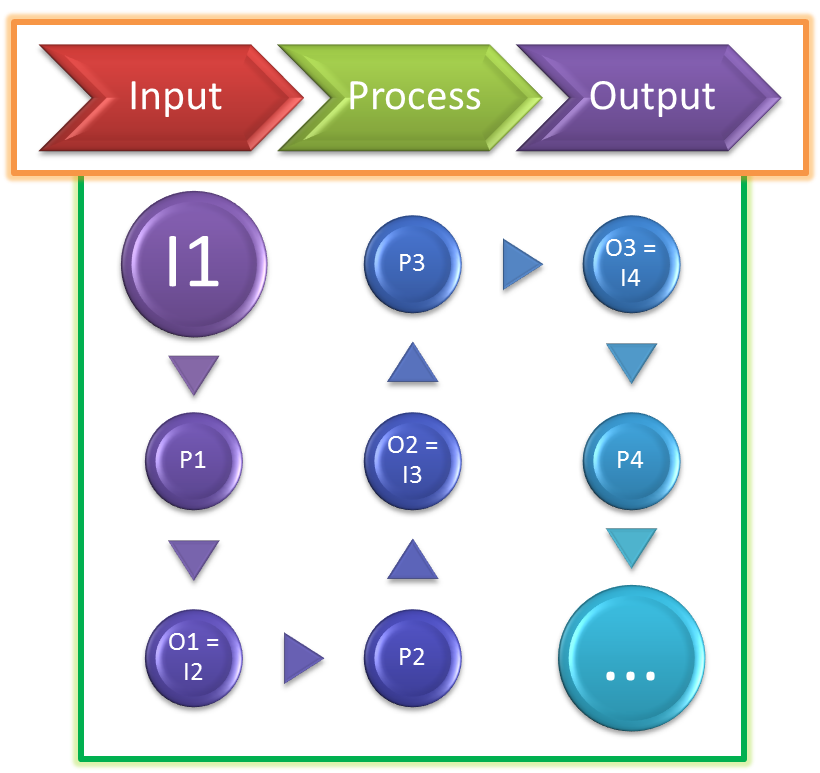 Input
Process
Output
I1
P1
O1 =
I2
P2
O2 =
I3
P3
O3 =
I4
P4
...